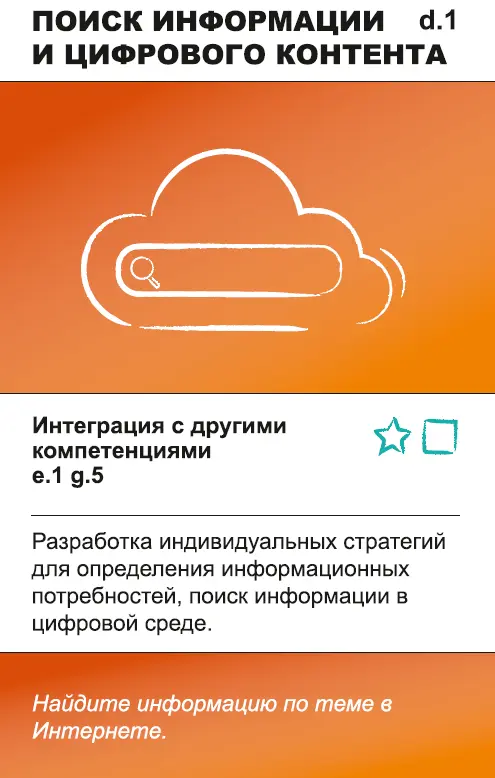 ПОИСК ИНФОРМАЦИИ d.1
И ЦИФРОВОГО КОНТЕНТА
Интеграция с другими
компетенциями
e.1 g.5
Разработка индивидуальных стратегий
для определения информационных
потребностей, поиск информации в
цифровой среде.
Найдите информацию по теме в
Интернете.